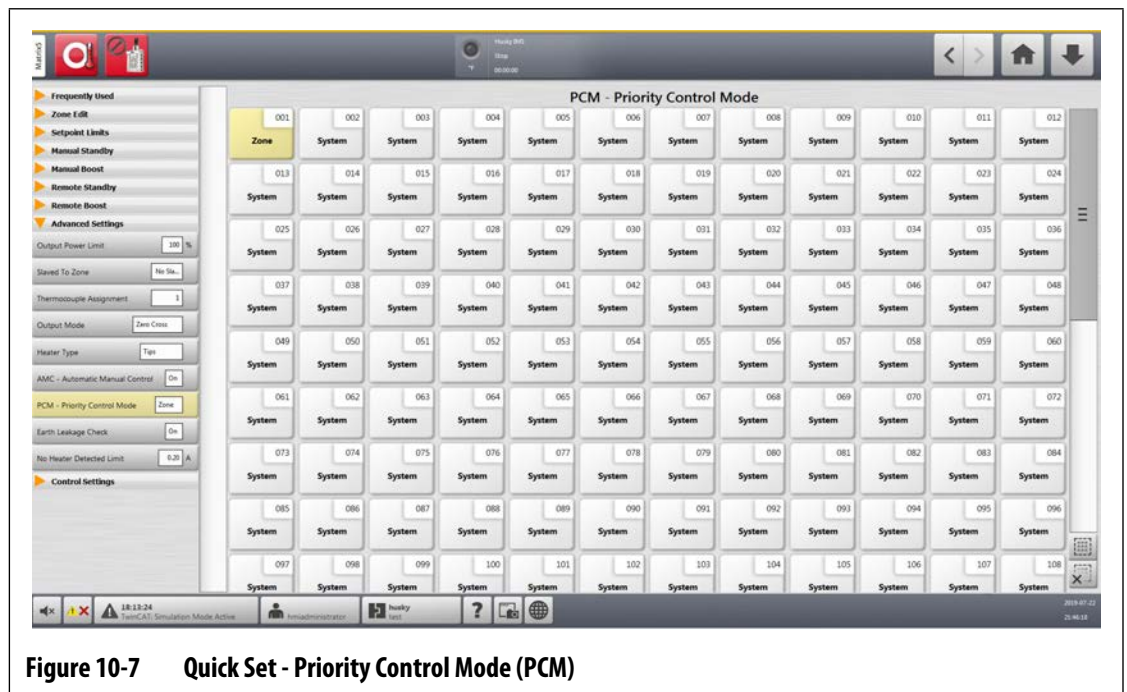 Matrix5
Husky IMS
Stop
°F 00:00:00
PCM - Priority Control Mode
Frequently Used
Zone Edit
Setpoint Limits
Manual Standby
Manual Boost
Remote Standby
Remote Boost
Advanced Settings
Output Power Limit 100 %
Slaved To Zone No Sla...
Thermocouple Assignment 1
Output Mode Zero Cross
Heater Type Tips
AMC - Automatic Manual Control On
PCM - Priority Control Mode Zone
Earth Leakage Check On
No Heater Detected Limit 0.20 A
Control Settings
001 002 003 004 005 006 007 008 009 010 011 012
Zone System System System System System System System System System System System
013 014 015 016 017 018 019 020 021 022 023 024
System System System System System System System System System System System System
025 026 027 028 029 030 031 032 033 034 035 036
System System System System System System System System System System System System
037 038 039 040 041 042 043 044 045 046 047 048
System System System System System System System System System System System System
049 050 051 052 053 054 055 056 057 058 059 060
System System System System System System System System System System System System
061 062 063 064 065 066 067 068 069 070 071 072
System System System System System System System System System System System System
073 074 075 076 077 078 079 080 081 082 083 084
System System System System System System System System System System System System
085 086 087 088 089 090 091 092 093 094 095 096
System System System System System System System System System System System System
097 098 099 100 101 102 103 104 105 106 107 108
System System System System System System System System System System System System
18:13:24
TwinCAT: Simulation Mode Active
hmiadministrator
husky
test
?
2019-07-22
21:46:10
Figure 10-7 Quick Set - Priority Control Mode (PCM)